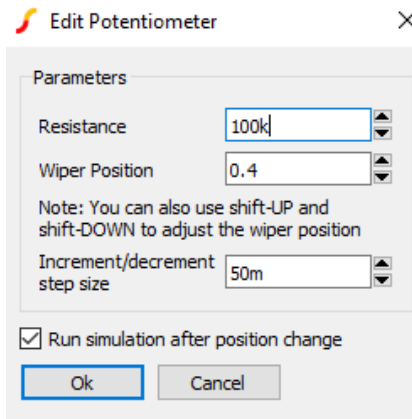 Edit Potentiometer
Parameters
Resistance 100k
Wiper Position 0.4
Note: You can also use shift-UP and
shift-DOWN to adjust the wiper position
Increment/decrement
step size 50m
Run simulation after position change
Ok Cancel